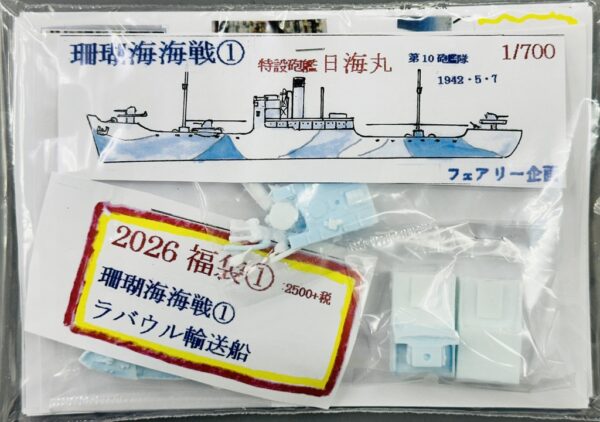 珊瑚海海戦①
特設砲艦 日海丸 第10砲艦隊 1/700
1942・5・7
フェアリー企画
2026 福袋① 2500+税
珊瑚海海戦①
ラバウル輸送船